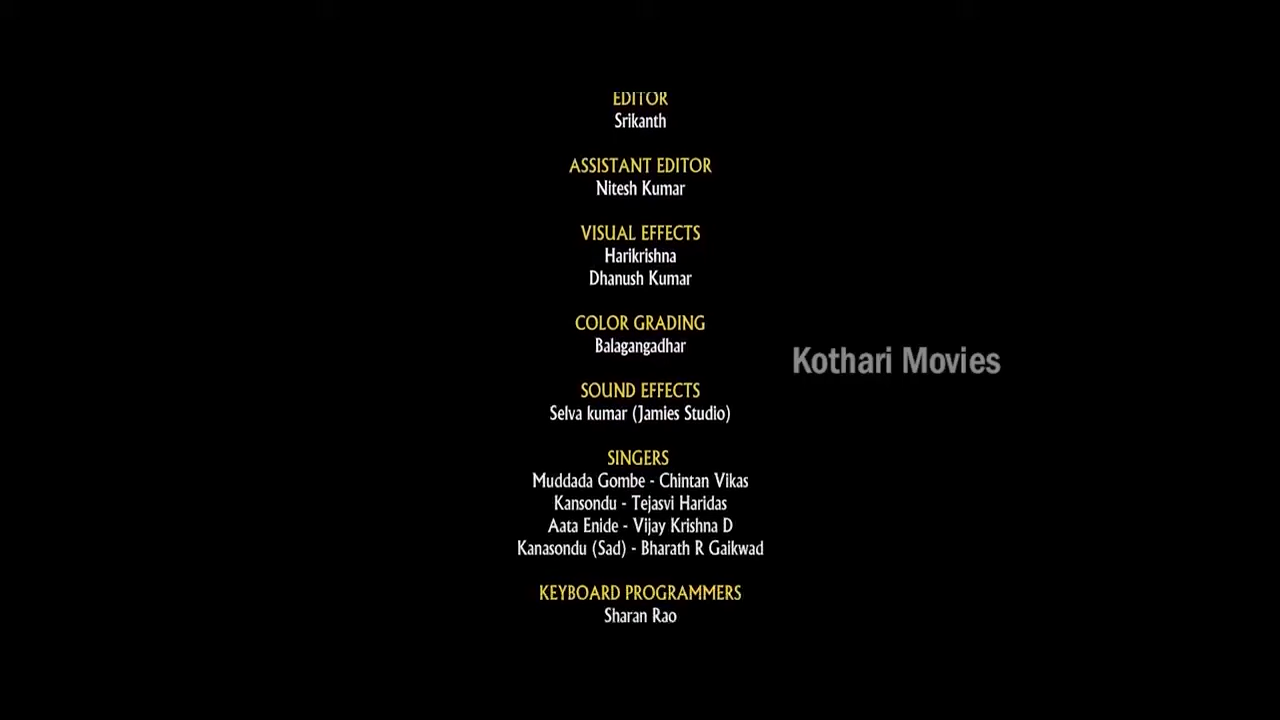 EDITOR
Srikanth
ASSISTANT EDITOR
Nitesh Kumar
VISUAL EFFECTS
Harikrishna
Dhanush Kumar
COLOR GRADING
Balagangadhar
Kothari Movies
SOUND EFFECTS
Selva kumar (Jamies Studio)
SINGERS
Muddada Gombe - Chintan Vikas
Kansondu - Tejasvi Haridas
Aata Enide - Vijay Krishna D
Kanasondu (Sad) - Bharath R Gaikwad
KEYBOARD PROGRAMMERS
Sharan Rao